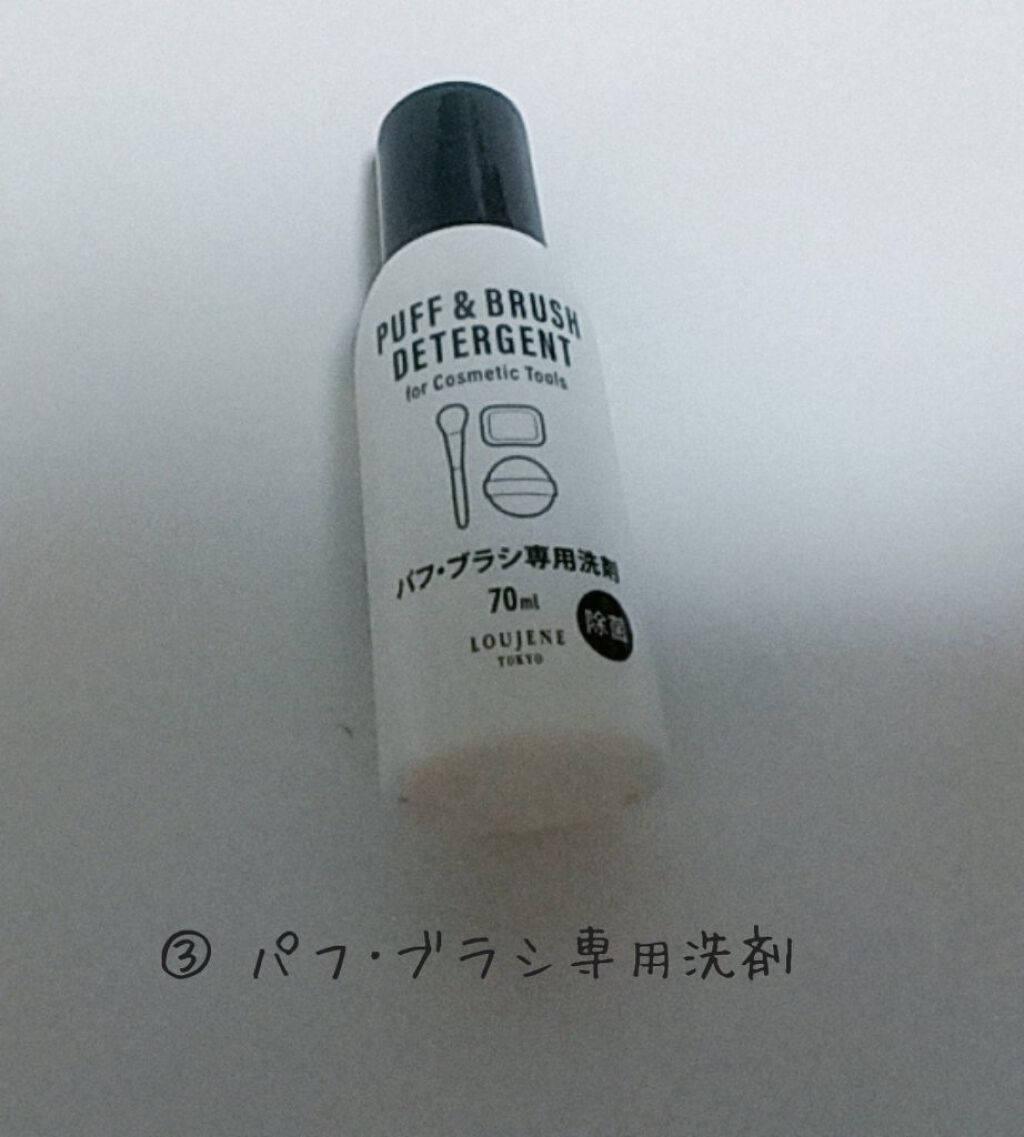 PUFF & BRUSH
DETERGENT
for Cosmetic Tools
パフ・ブラシ専用洗剤
70ml
除菌
LOUJENE
TOKYO
③ パフ・ブラシ専用洗剤